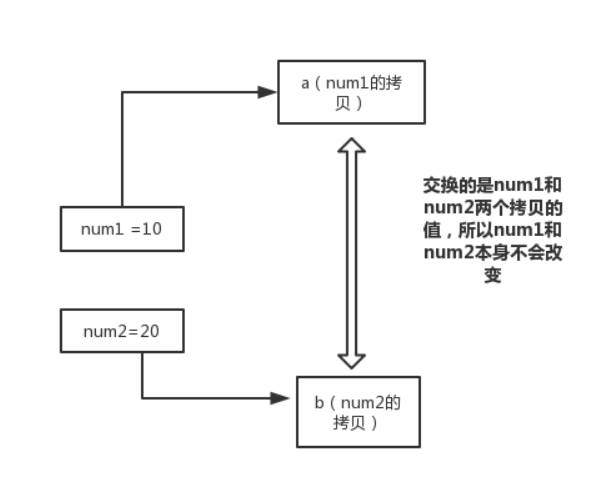 a（num1的拷
贝）
交换的是num1和
num2两个拷贝的
值，所以num1和
num2本身不会改
变
num1 =10
num2=20
b（num2的
拷贝）